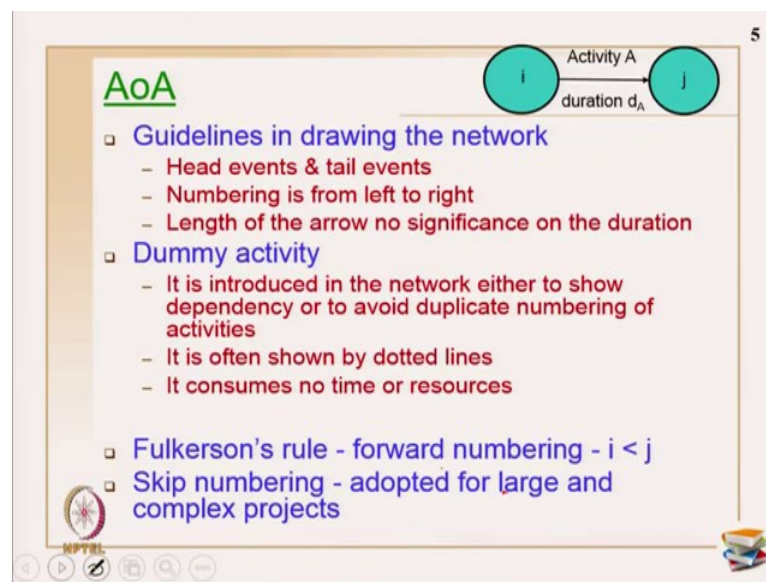 5
Activity A
i
j
duration dA
AoA
Guidelines in drawing the network
– Head events & tail events
– Numbering is from left to right
– Length of the arrow no significance on the duration
Dummy activity
– It is introduced in the network either to show
dependency or to avoid duplicate numbering of
activities
– It is often shown by dotted lines
– It consumes no time or resources
Fulkerson's rule - forward numbering - i < j
Skip numbering - adopted for large and
complex projects
NPTEL